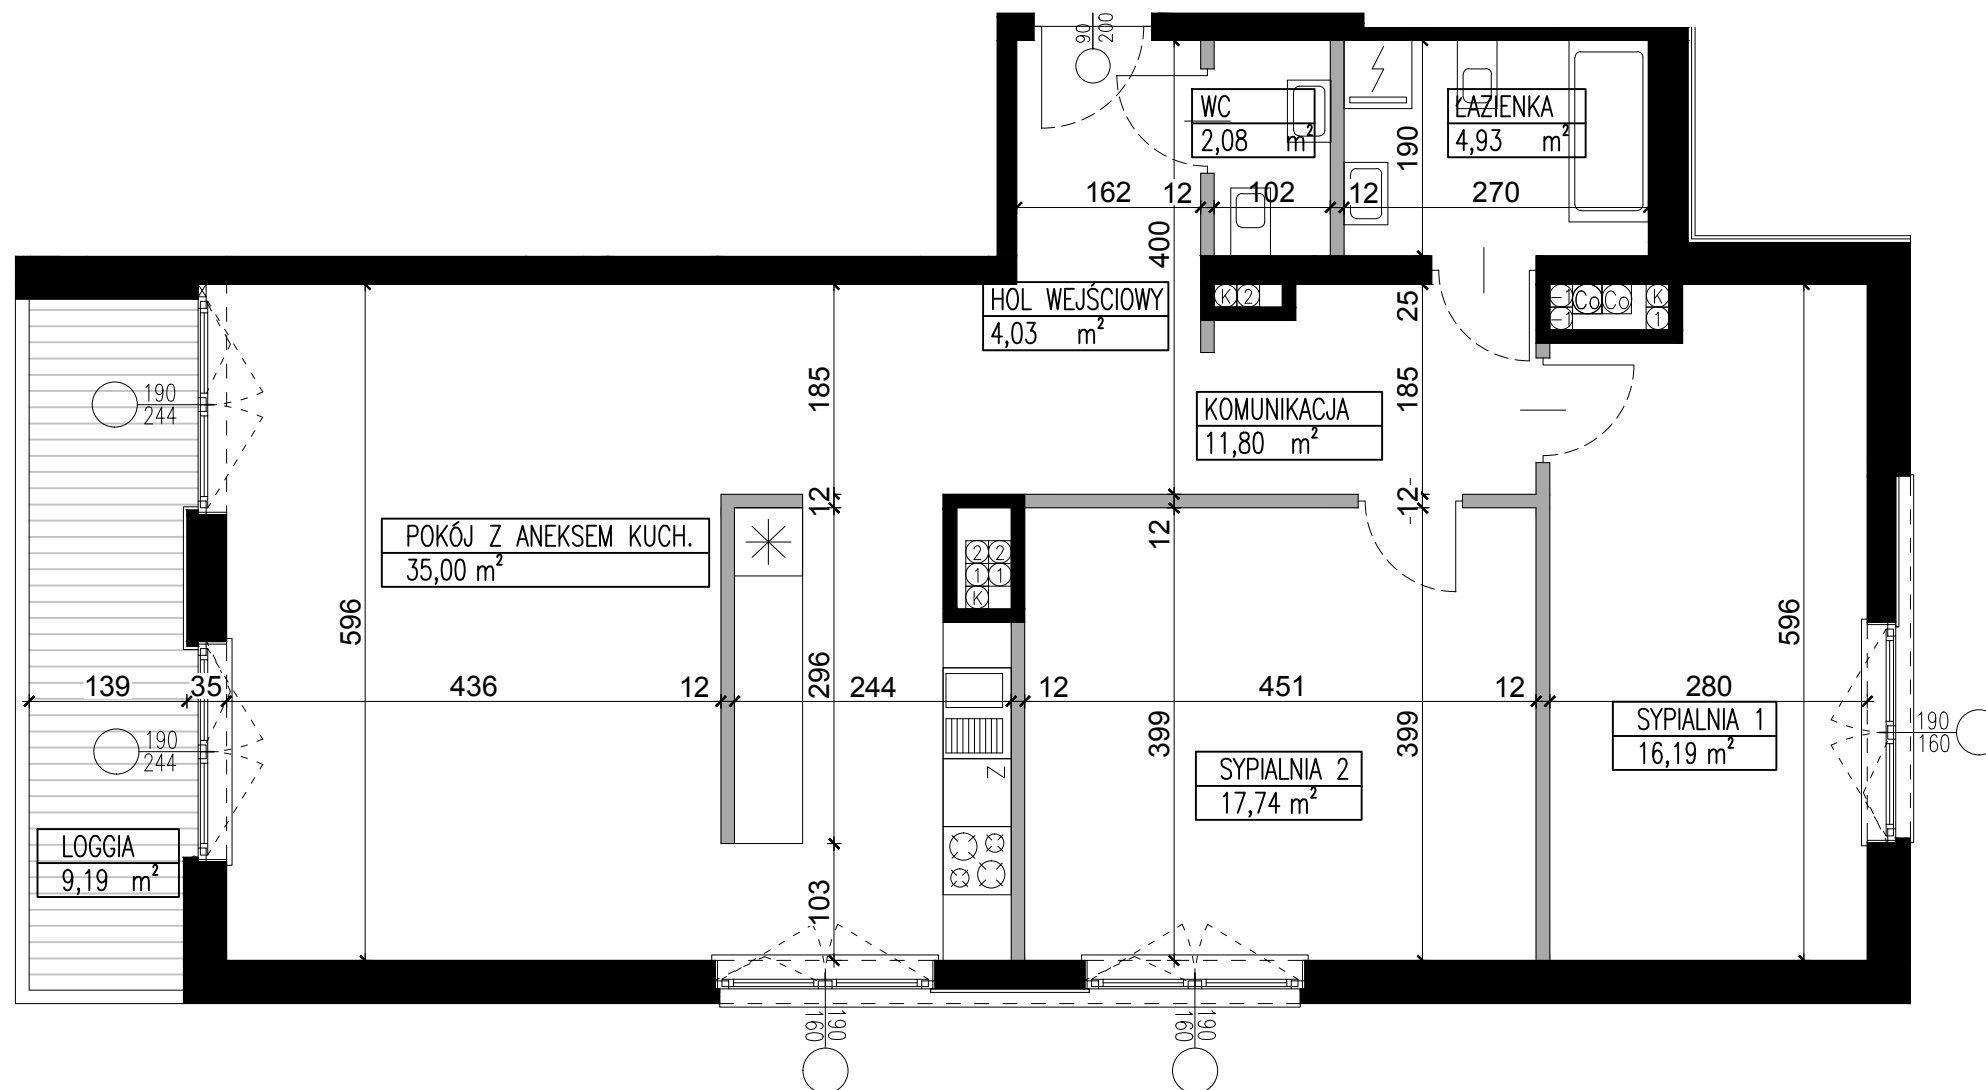 90
200
WC
2,08 m²
ŁAZIENKA
4,93 m²
190
162
12
102
12
270
400
HOL WEJŚCIOWY
4,03 m²
K
2
25
-1
-1
Co
Co
K
1
190
244
185
185
KOMUNIKACJA
11,80 m²
12
12
12
POKÓJ Z ANEKSEM KUCH.
35,00 m²
2
2
1
1
K
596
596
296
139
35
436
12
244
12
451
12
280
399
399
SYPIALNIA 1
16,19 m²
190
160
190
244
Z
SYPIALNIA 2
17,74 m²
LOGGIA
9,19 m²
103
190
160
190
160